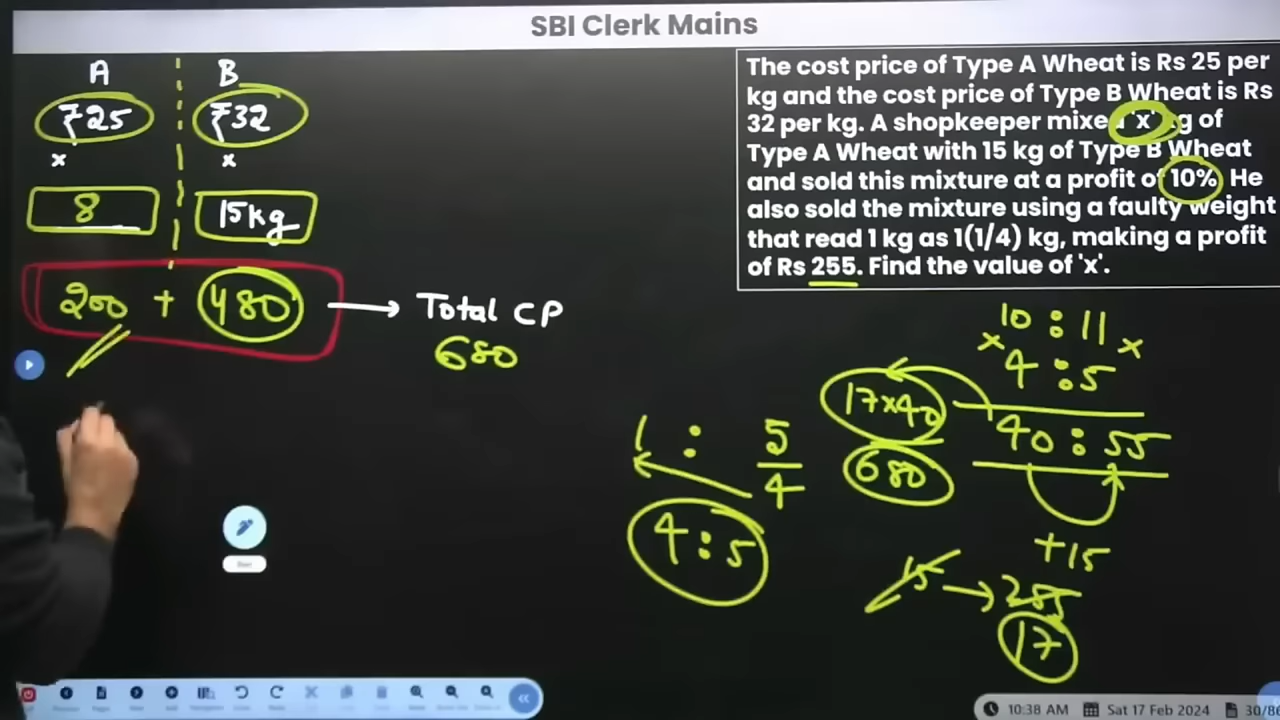 SBI Clerk Mains
A
B
₹25
₹32
x
x
8
15kg
200 + 480 → Total CP
680
The cost price of Type A Wheat is Rs 25 per
kg and the cost price of Type B Wheat is Rs
32 per kg. A shopkeeper mixed 'x' kg of
Type A Wheat with 15 kg of Type B Wheat
and sold this mixture at a profit of 10%. He
also sold the mixture using a faulty weight
that read 1 kg as 1(1/4) kg, making a profit
of Rs 255. Find the value of 'x'.
10 : 11
x 4 : 5 x
17x40
40 : 55
680
1 : 5/4
4 : 5
+15
15 → 255
17
10:38 AM
Sat 17 Feb 2024
30/86